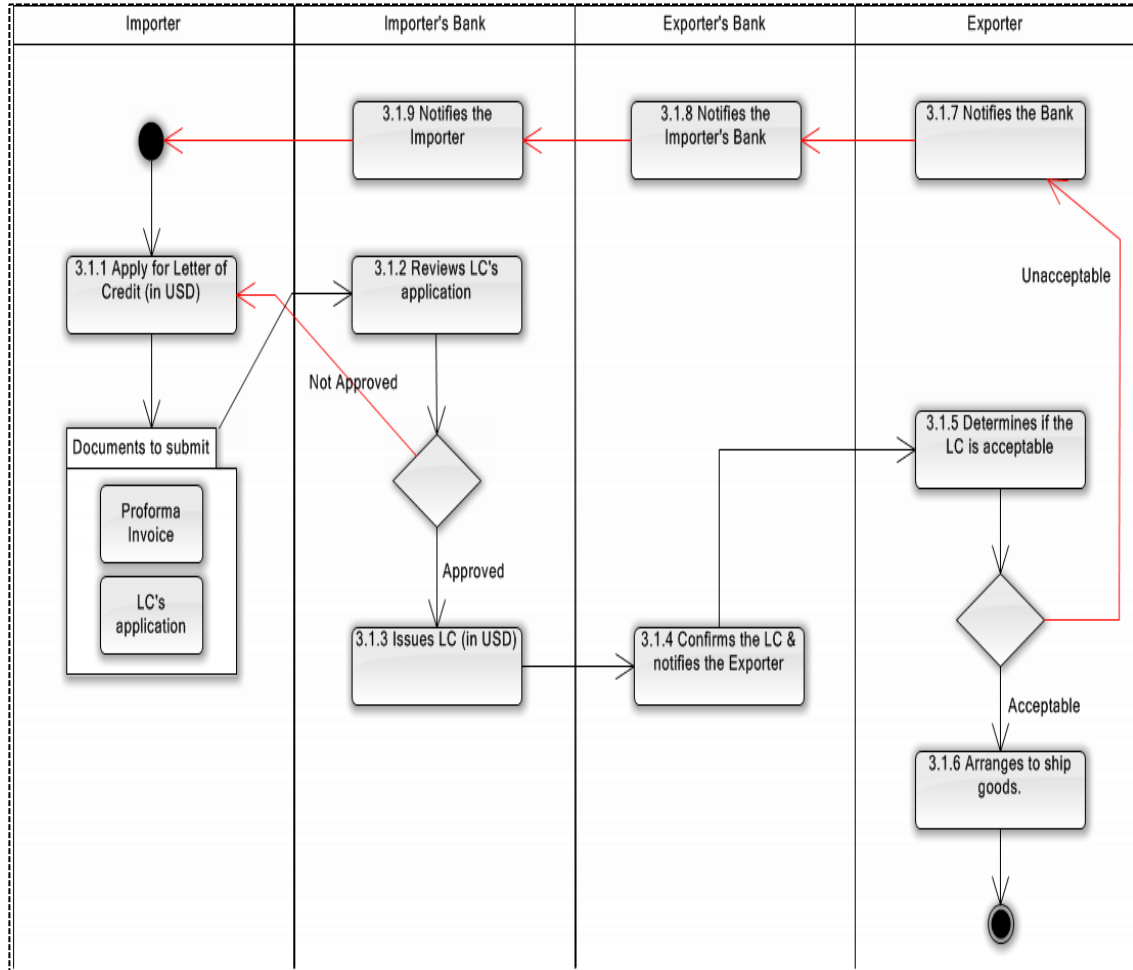 Importer
Importer's Bank
Exporter's Bank
Exporter
3.1.9 Notifies the
Importer
3.1.8 Notifies the
Importer's Bank
3.1.7 Notifies the Bank
3.1.1 Apply for Letter of
Credit (in USD)
3.1.2 Reviews LC's
application
Unacceptable
Not Approved
Documents to submit
3.1.5 Determines if the
LC is acceptable
Proforma
Invoice
Approved
LC's
application
3.1.3 Issues LC (in USD)
3.1.4 Confirms the LC &
notifies the Exporter
Acceptable
3.1.6 Arranges to ship
goods.